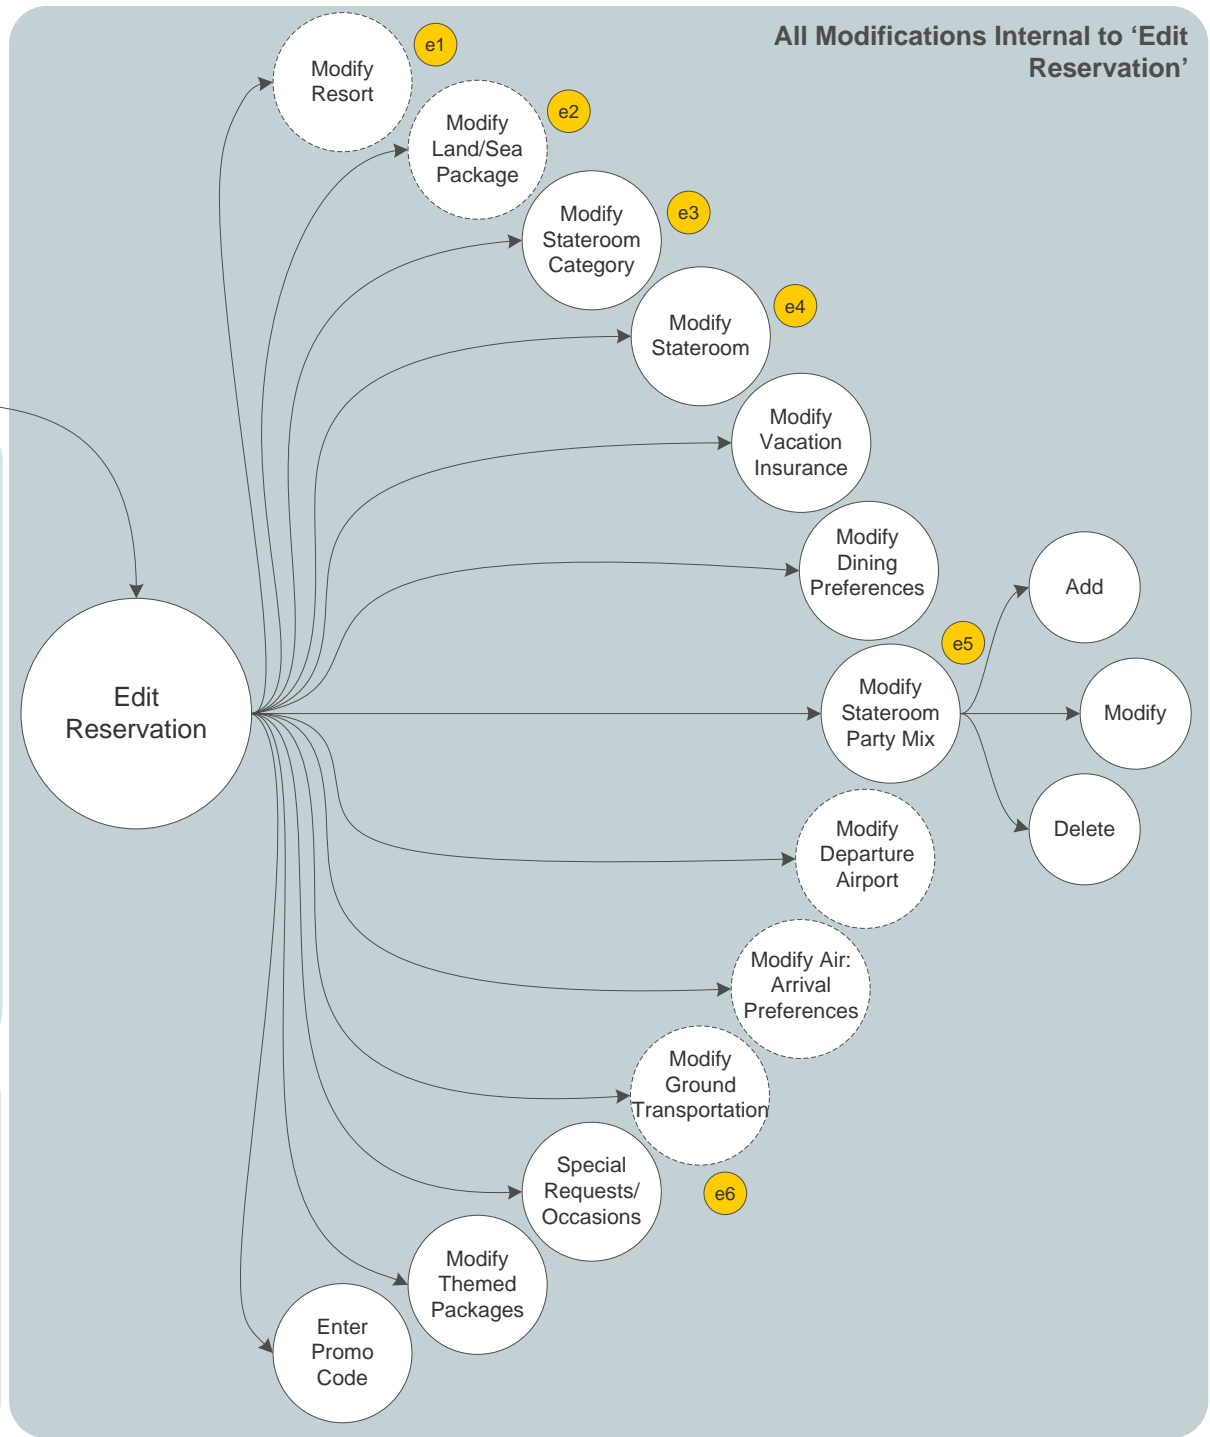 All Modifications Internal to ‘Edit
Reservation’
e1
Modify
Resort
e2
Modify
Land/Sea
Package
e3
Modify
Stateroom
Category
e4
Modify
Stateroom
Modify
Vacation
Insurance
Modify
Dining
Preferences
Add
e5
Edit
Reservation
Modify
Stateroom
Party Mix
Modify
Delete
Modify
Departure
Airport
Modify Air:
Arrival
Preferences
Modify
Ground
Transportation
Special
Requests/
Occasions
e6
Modify
Themed
Packages
Enter
Promo
Code